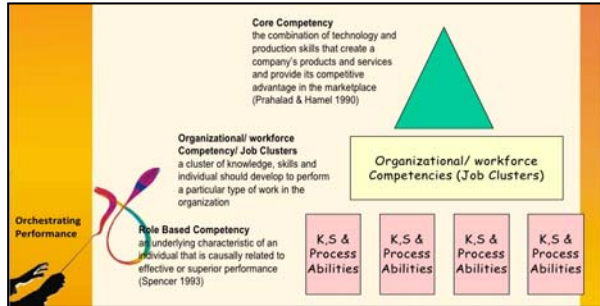 Core Competency
the combination of technology and
production skills that create a
company's products and services
and provide its competitive
advantage in the marketplace
(Prahalad & Hamel 1990)
Organizational/ workforce
Competency/ Job Clusters
a cluster of knowledge, skills and
individual should develop to perform
a particular type of work in the
organization
Organizational/ workforce
Competencies (Job Clusters)
Orchestrating
Performance
Role Based Competency
an underlying characteristic of an
individual that is causally related to
effective or superior performance
(Spencer 1993)
K,S &
Process
Abilities
K,S &
Process
Abilities
K,S &
Process
Abilities
K,S &
Process
Abilities